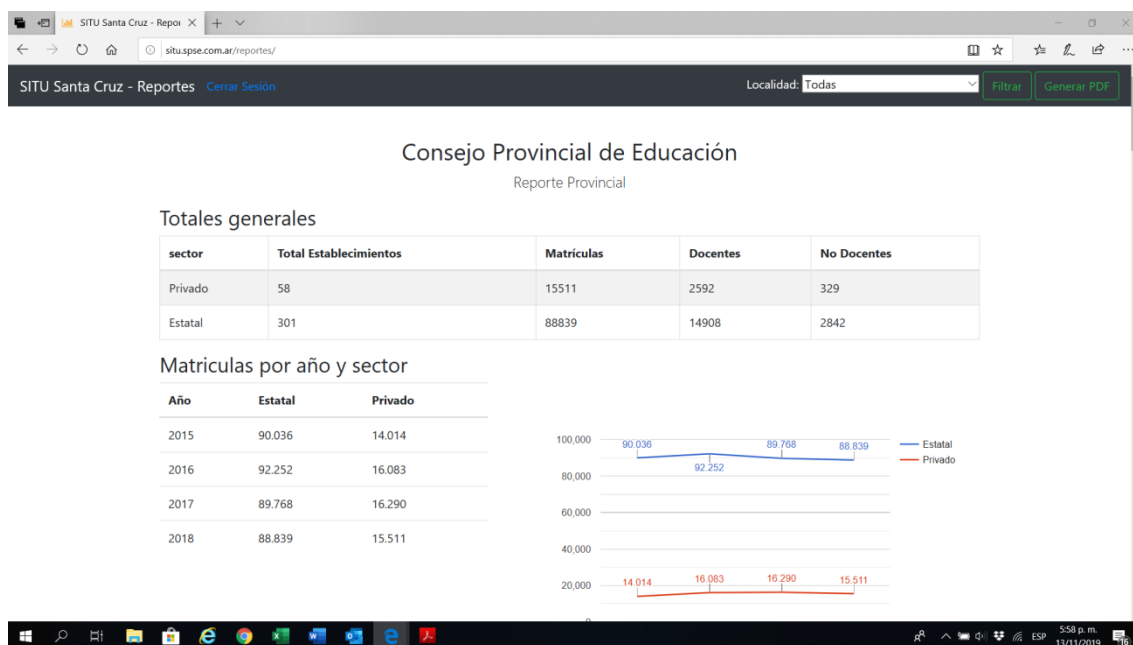 SITU Santa Cruz - Repor
situ.spse.com.ar/reportes/
SITU Santa Cruz - Reportes Cerrar Sesión Localidad: Todas Filtrar Generar PDF
Consejo Provincial de Educación
Reporte Provincial
Totales generales
sector Total Establecimientos Matrículas Docentes No Docentes
Privado 58 15511 2592 329
Estatal 301 88839 14908 2842
Matriculas por año y sector
Año Estatal Privado
2015 90.036 14.014
2016 92.252 16.083
2017 89.768 16.290
2018 88.839 15.511
100,000 90.036 92.252 89.768 88.839 Estatal
Privado
80,000
60,000
40,000
20,000 14.014 16.083 16.290 15.511
ESP 5:58 p. m.
13/11/2019 16